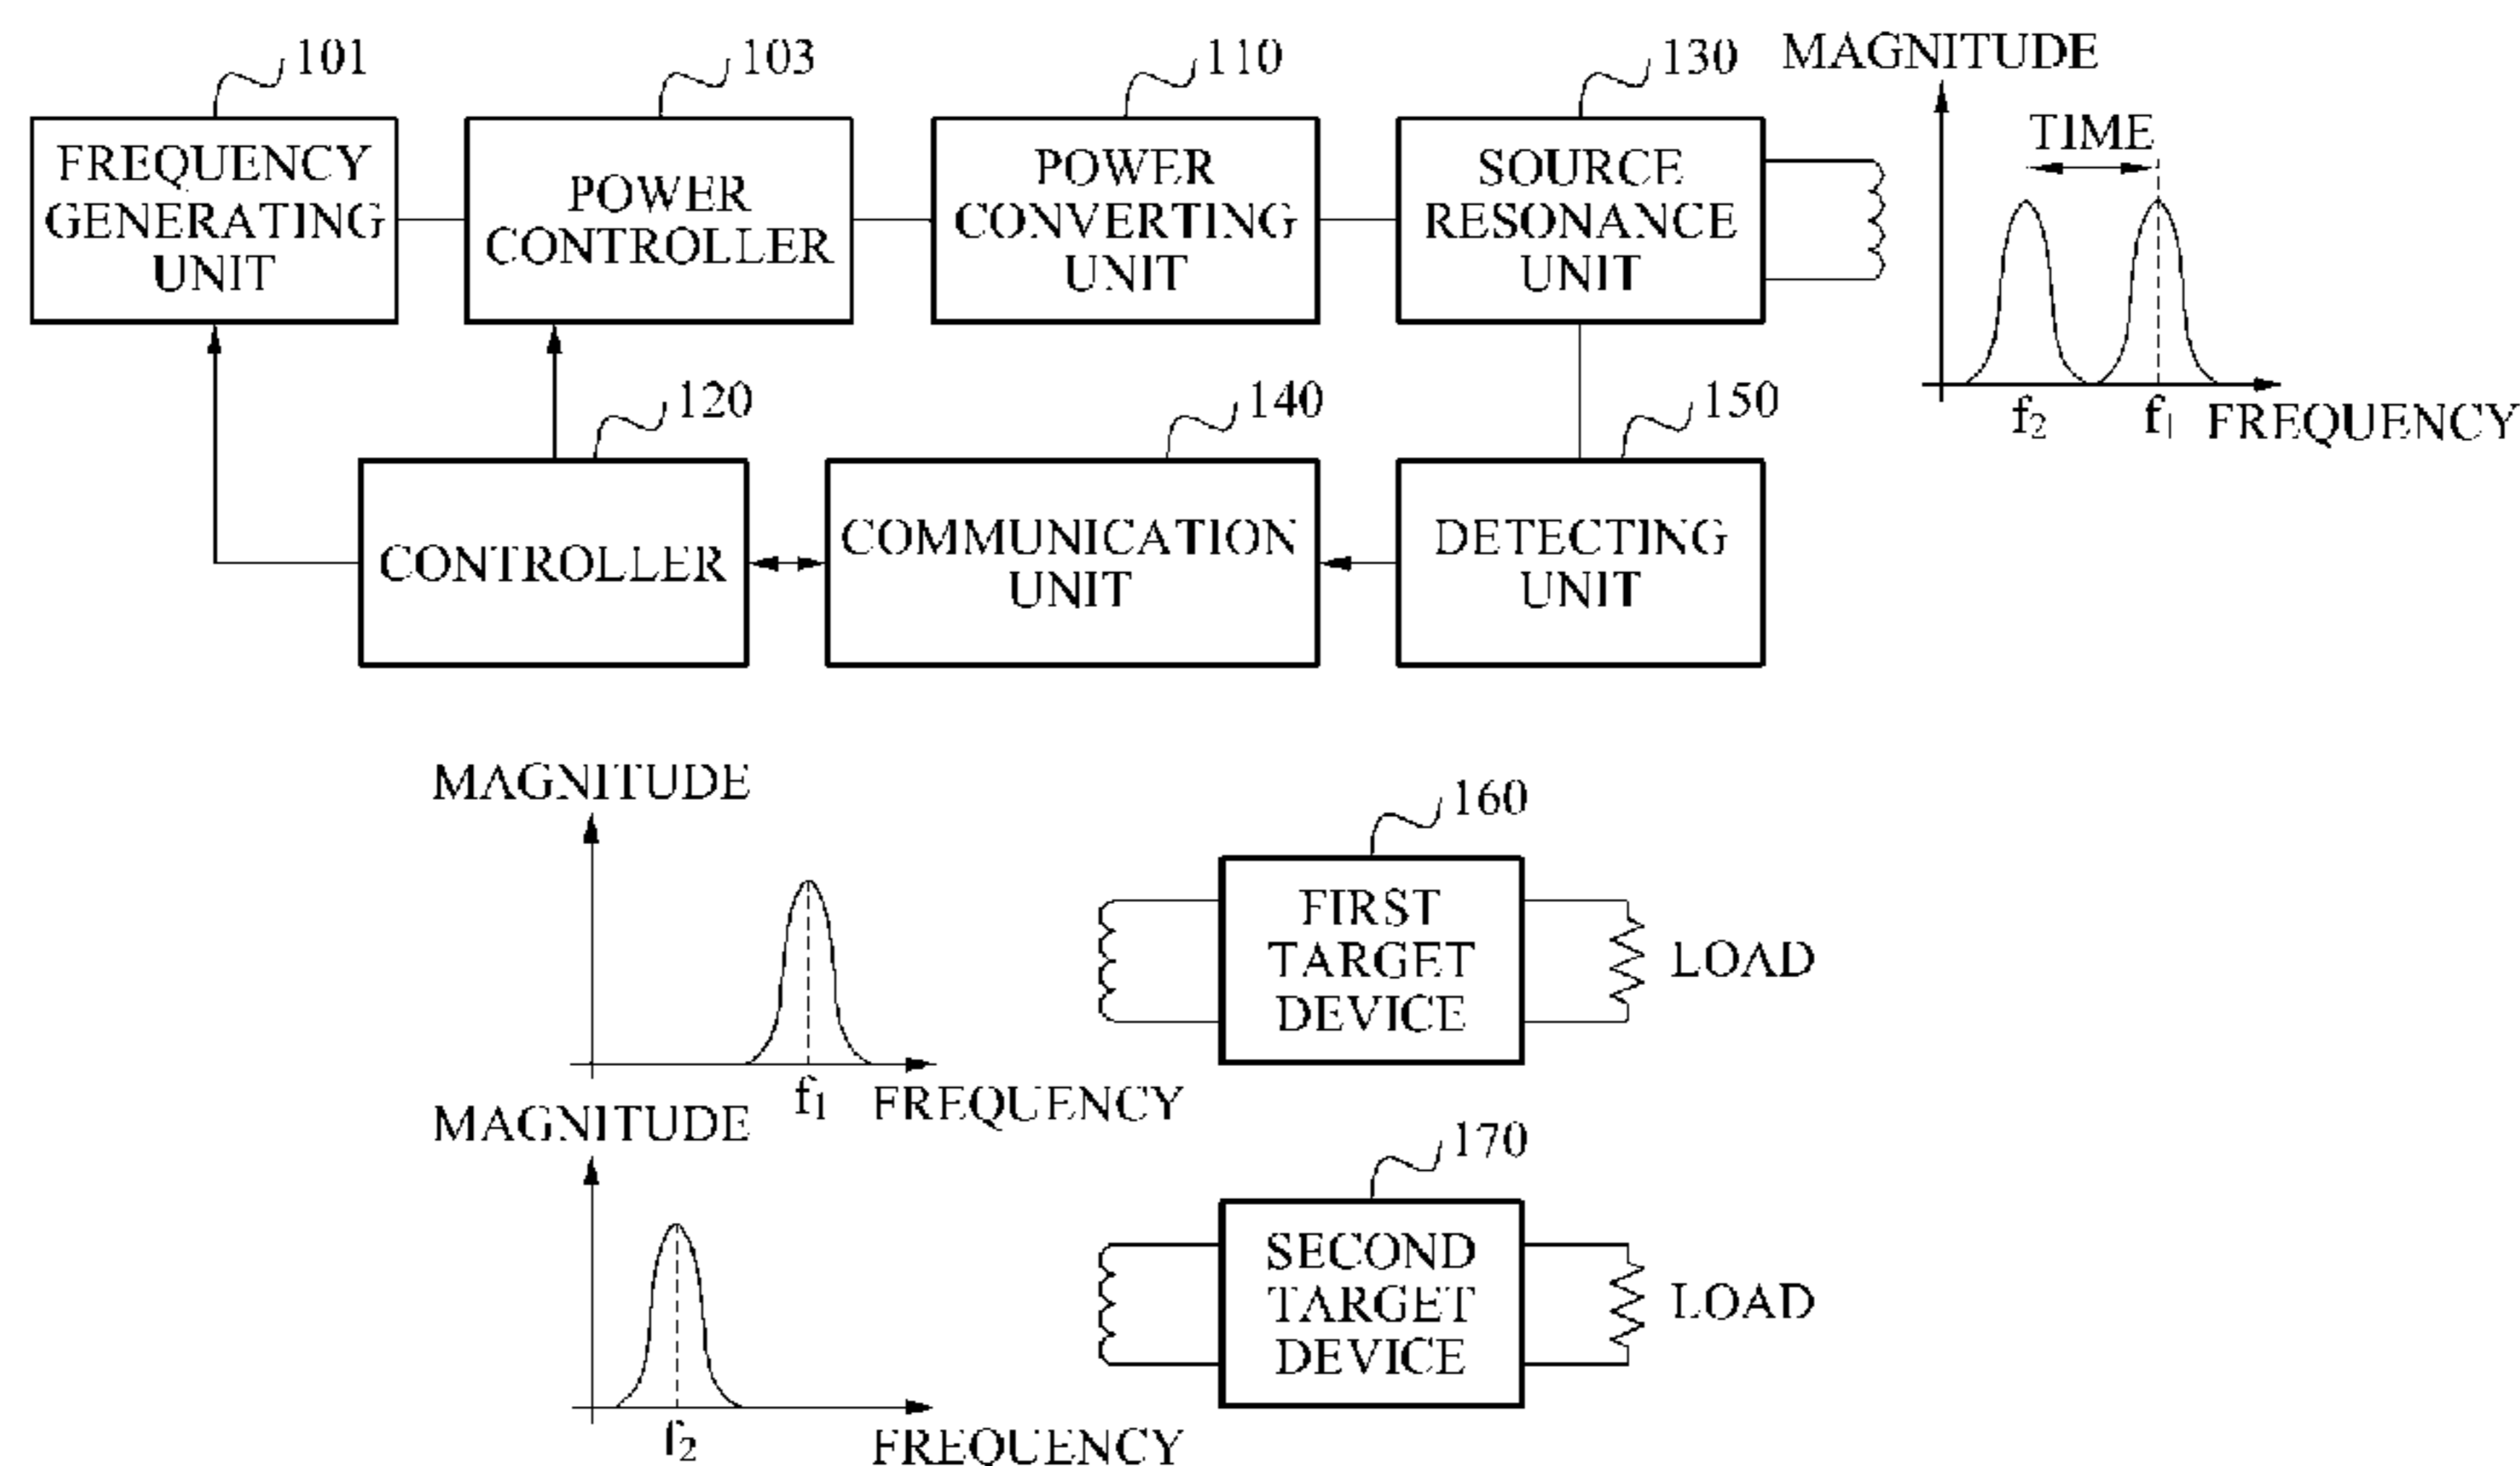 101
103
110
130
MAGNITUDE
FREQUENCY
GENERATING
UNIT
POWER
CONTROLLER
POWER
CONVERTING
UNIT
SOURCE
RESONANCE
UNIT
TIME
f2
f1
FREQUENCY
120
140
150
CONTROLLER
COMMUNICATION
UNIT
DETECTING
UNIT
MAGNITUDE
f1
FREQUENCY
160
FIRST
TARGET
DEVICE
LOAD
MAGNITUDE
f2
FREQUENCY
170
SECOND
TARGET
DEVICE
LOAD